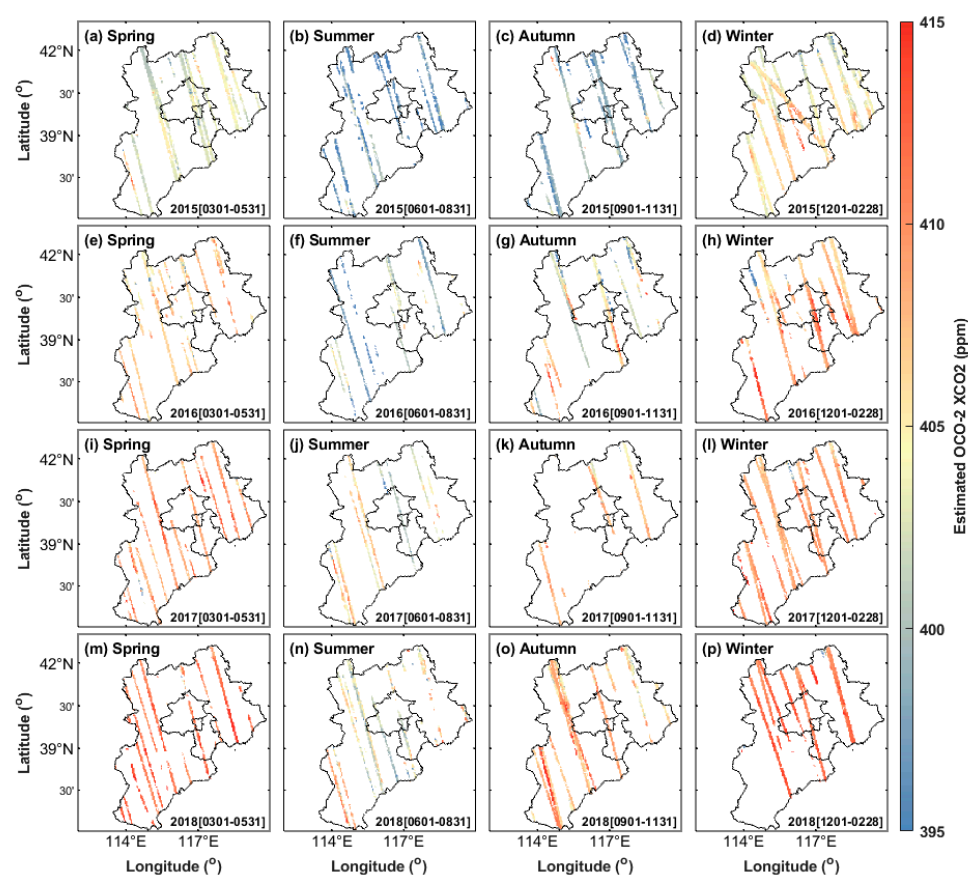 (a) Spring
(b) Summer
(c) Autumn
(d) Winter
415
42°N
Latitude (°)
30'
39°N
30'
2015[0301-0531]
2015[0601-0831]
2015[0901-1131]
2015[1201-0228]
(e) Spring
(f) Summer
(g) Autumn
(h) Winter
410
42°N
Latitude (°)
30'
39°N
30'
2016[0301-0531]
2016[0601-0831]
2016[0901-1131]
2016[1201-0228]
405
Estimated OCO-2 XCO2 (ppm)
(i) Spring
(j) Summer
(k) Autumn
(l) Winter
42°N
Latitude (°)
30'
39°N
30'
2017[0301-0531]
2017[0601-0831]
2017[0901-1131]
2017[1201-0228]
400
(m) Spring
(n) Summer
(o) Autumn
(p) Winter
42°N
Latitude (°)
30'
39°N
30'
2018[0301-0531]
2018[0601-0831]
2018[0901-1131]
2018[1201-0228]
395
114°E 117°E
114°E 117°E
114°E 117°E
114°E 117°E
Longitude (°)
Longitude (°)
Longitude (°)
Longitude (°)